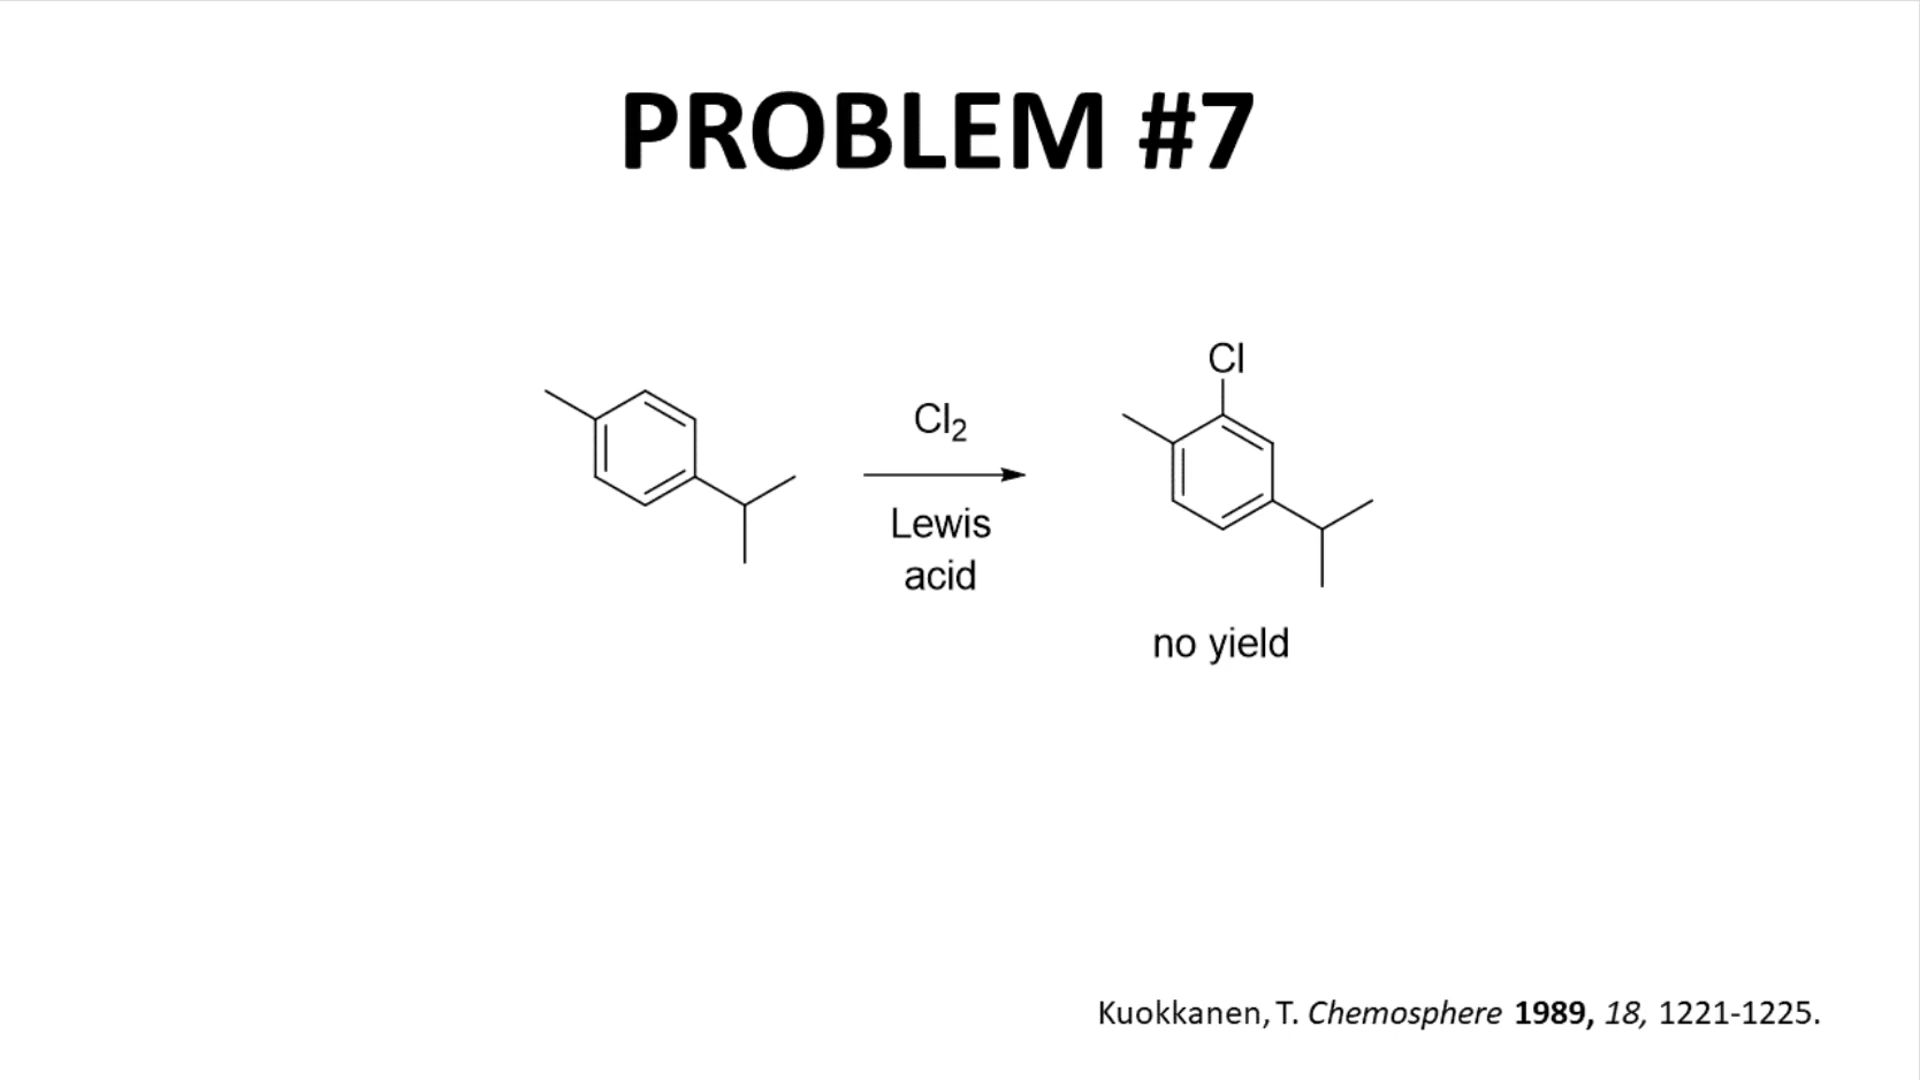 PROBLEM #7
Cl
Cl₂
Lewis
acid
no yield
Kuokkanen, T. Chemosphere 1989, 18, 1221-1225.